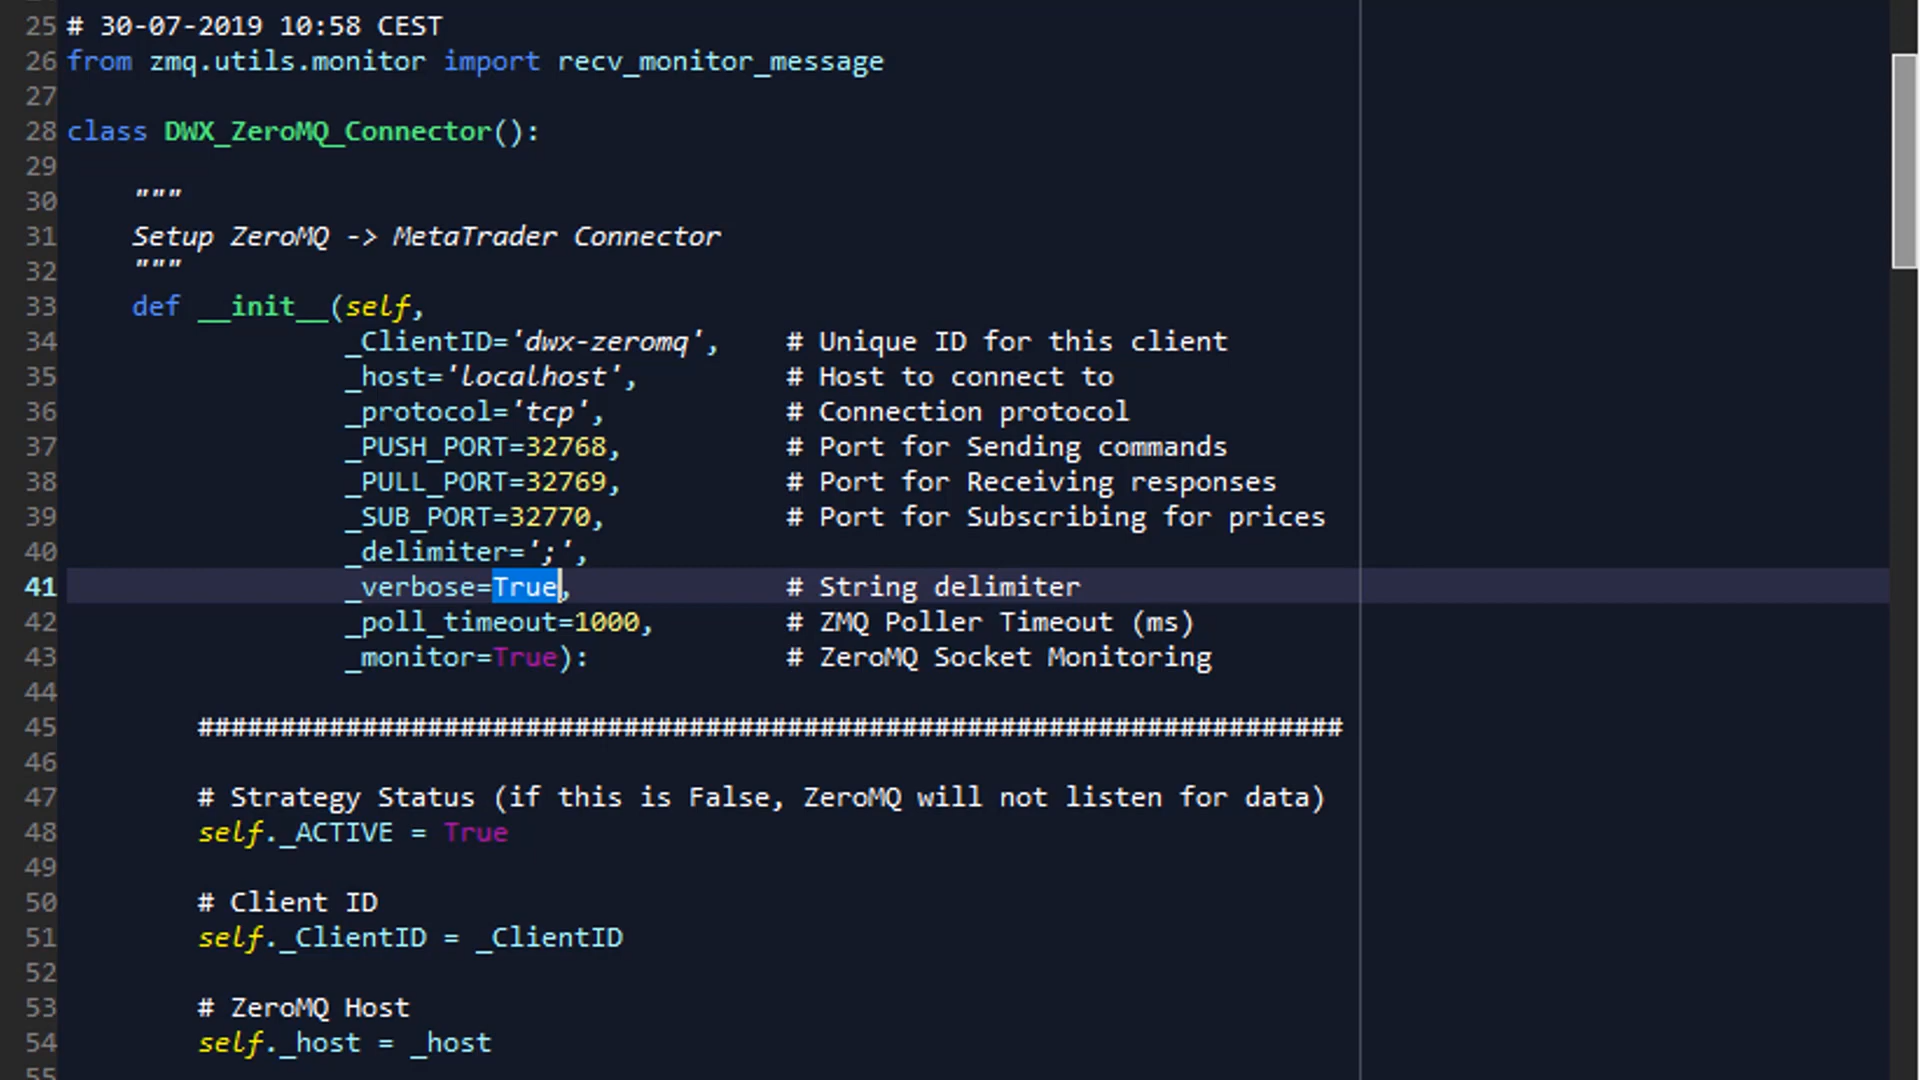 25 # 30-07-2019 10:58 CEST
26 from zmq.utils.monitor import recv_monitor_message
27
28 class DWX_ZeroMQ_Connector():
29
30     """
31     Setup ZeroMQ -> MetaTrader Connector
32     """
33     def __init__(self,
34                  _ClientID='dwx-zeromq',    # Unique ID for this client
35                  _host='localhost',         # Host to connect to
36                  _protocol='tcp',           # Connection protocol
37                  _PUSH_PORT=32768,          # Port for Sending commands
38                  _PULL_PORT=32769,          # Port for Receiving responses
39                  _SUB_PORT=32770,           # Port for Subscribing for prices
40                  _delimiter=';',
41                  _verbose=True,             # String delimiter
42                  _poll_timeout=1000,        # ZMQ Poller Timeout (ms)
43                  _monitor=True):            # ZeroMQ Socket Monitoring
44
45         ######################################################################
46
47         # Strategy Status (if this is False, ZeroMQ will not listen for data)
48         self._ACTIVE = True
49
50         # Client ID
51         self._ClientID = _ClientID
52
53         # ZeroMQ Host
54         self._host = _host
55